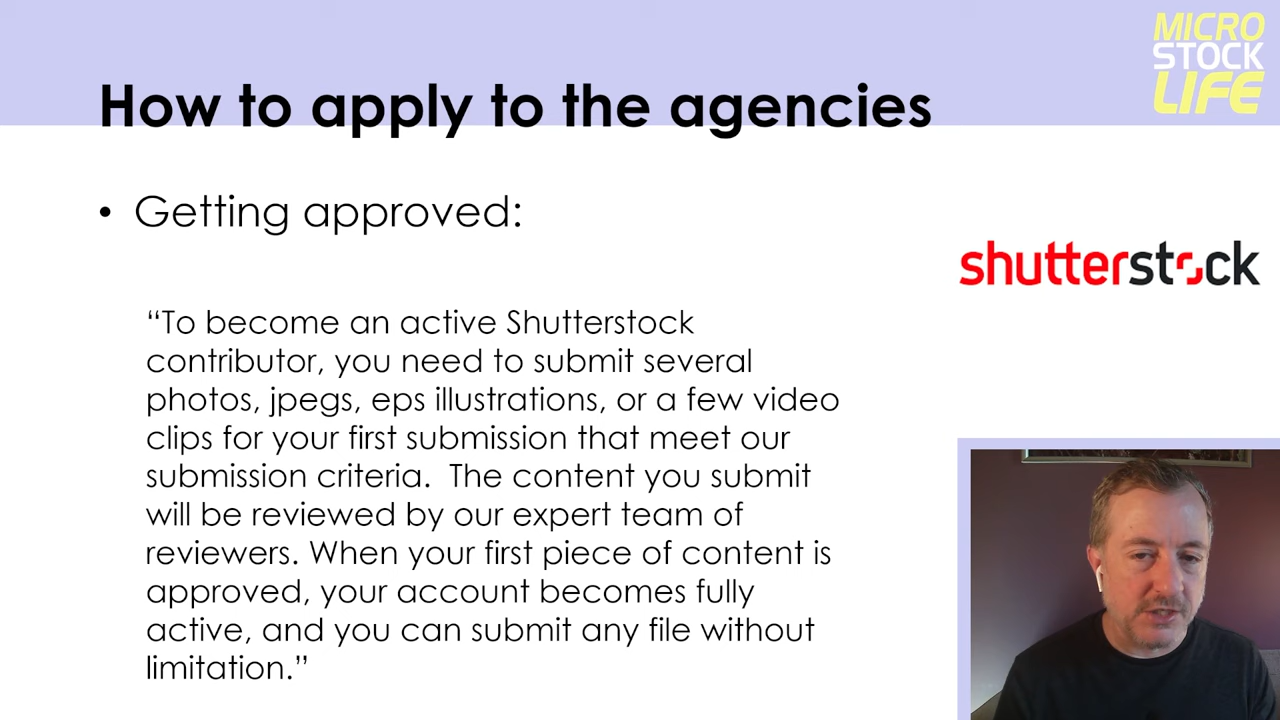 MICRO
STOCK
LIFE
How to apply to the agencies
• Getting approved:
shutterstock
“To become an active Shutterstock
contributor, you need to submit several
photos, jpegs, eps illustrations, or a few video
clips for your first submission that meet our
submission criteria.  The content you submit
will be reviewed by our expert team of
reviewers. When your first piece of content is
approved, your account becomes fully
active, and you can submit any file without
limitation.”